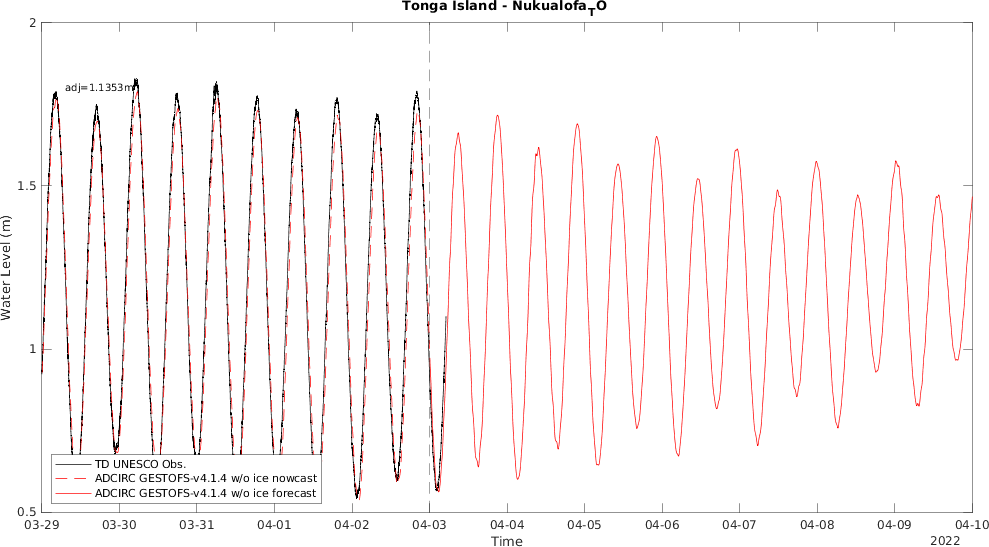 Tonga Island - NukualofaTO
2
adj=1.1353m
1.5
Water Level (m)
1
TD UNESCO Obs.
ADCIRC GESTOFS-v4.1.4 w/o ice nowcast
ADCIRC GESTOFS-v4.1.4 w/o ice forecast
0.5
03-29 03-30 03-31 04-01 04-02 04-03 04-04 04-05 04-06 04-07 04-08 04-09 04-10
Time
2022